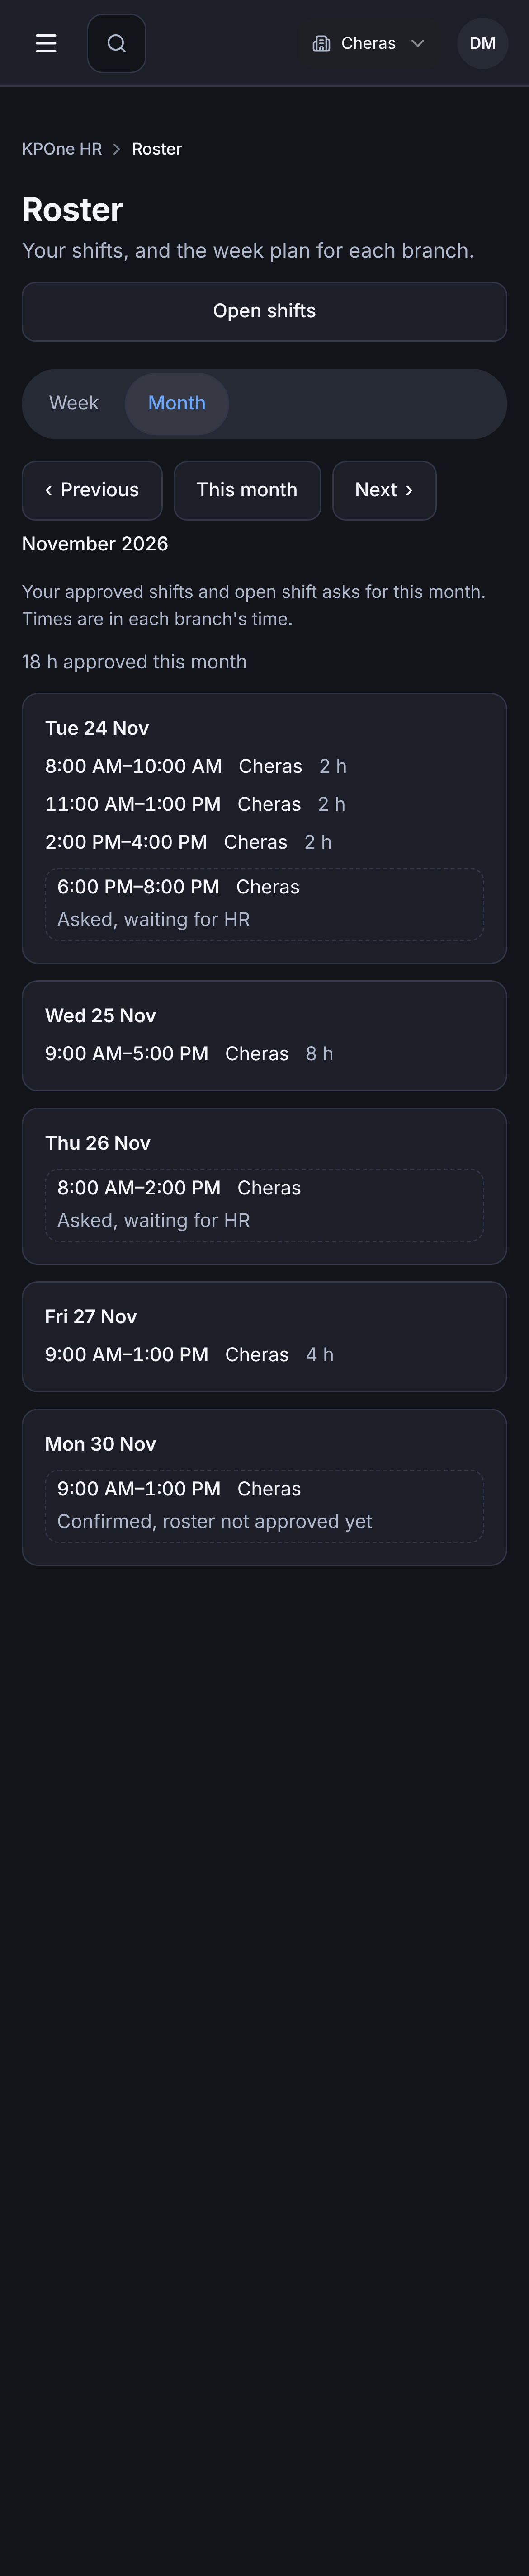 Cheras
DM
KPOne HR > Roster
Roster
Your shifts, and the week plan for each branch.
Open shifts
Week Month
‹ Previous This month Next ›
November 2026
Your approved shifts and open shift asks for this month.
Times are in each branch's time.
18 h approved this month
Tue 24 Nov
8:00 AM–10:00 AM Cheras 2 h
11:00 AM–1:00 PM Cheras 2 h
2:00 PM–4:00 PM Cheras 2 h
6:00 PM–8:00 PM Cheras
Asked, waiting for HR
Wed 25 Nov
9:00 AM–5:00 PM Cheras 8 h
Thu 26 Nov
8:00 AM–2:00 PM Cheras
Asked, waiting for HR
Fri 27 Nov
9:00 AM–1:00 PM Cheras 4 h
Mon 30 Nov
9:00 AM–1:00 PM Cheras
Confirmed, roster not approved yet